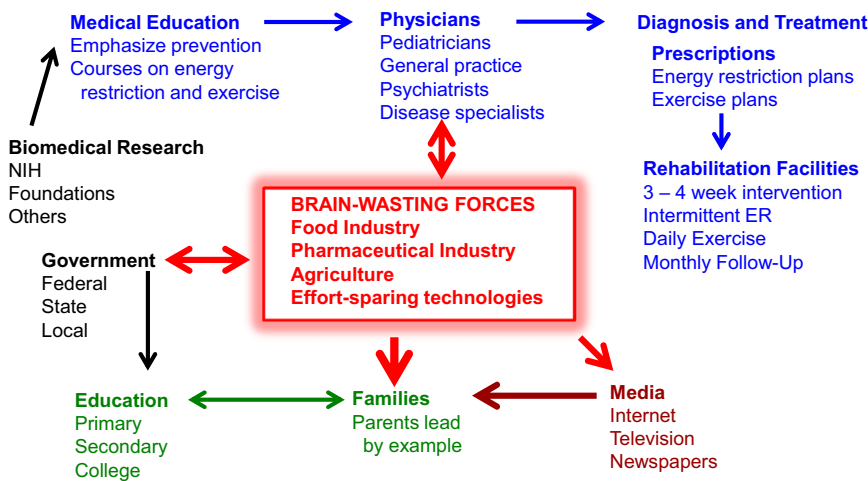 Medical Education
Emphasize prevention
Courses on energy
restriction and exercise
Physicians
Pediatricians
General practice
Psychiatrists
Disease specialists
Diagnosis and Treatment
Prescriptions
Energy restriction plans
Exercise plans
Biomedical Research
NIH
Foundations
Others
Rehabilitation Facilities
3 – 4 week intervention
Intermittent ER
Daily Exercise
Monthly Follow-Up
BRAIN-WASTING FORCES
Food Industry
Pharmaceutical Industry
Agriculture
Effort-sparing technologies
Government
Federal
State
Local
Education
Primary
Secondary
College
Families
Parents lead
by example
Media
Internet
Television
Newspapers